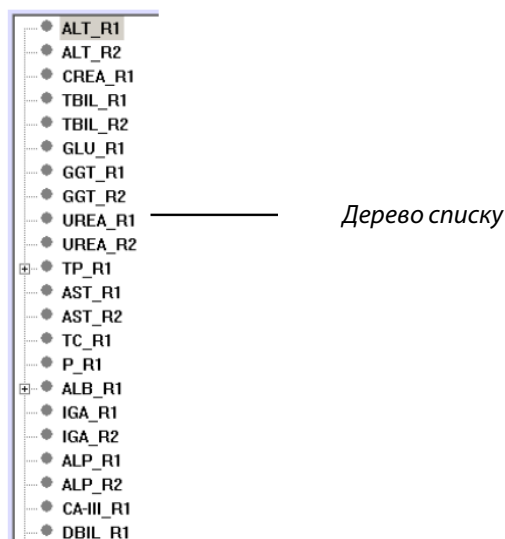 ALT_R1
ALT_R2
CREA_R1
TBIL_R1
TBIL_R2
GLU_R1
GGT_R1
GGT_R2
UREA_R1
Дерево списку
UREA_R2
TP_R1
AST_R1
AST_R2
TC_R1
P_R1
ALB_R1
IGA_R1
IGA_R2
ALP_R1
ALP_R2
CA-III_R1
DBIL_R1